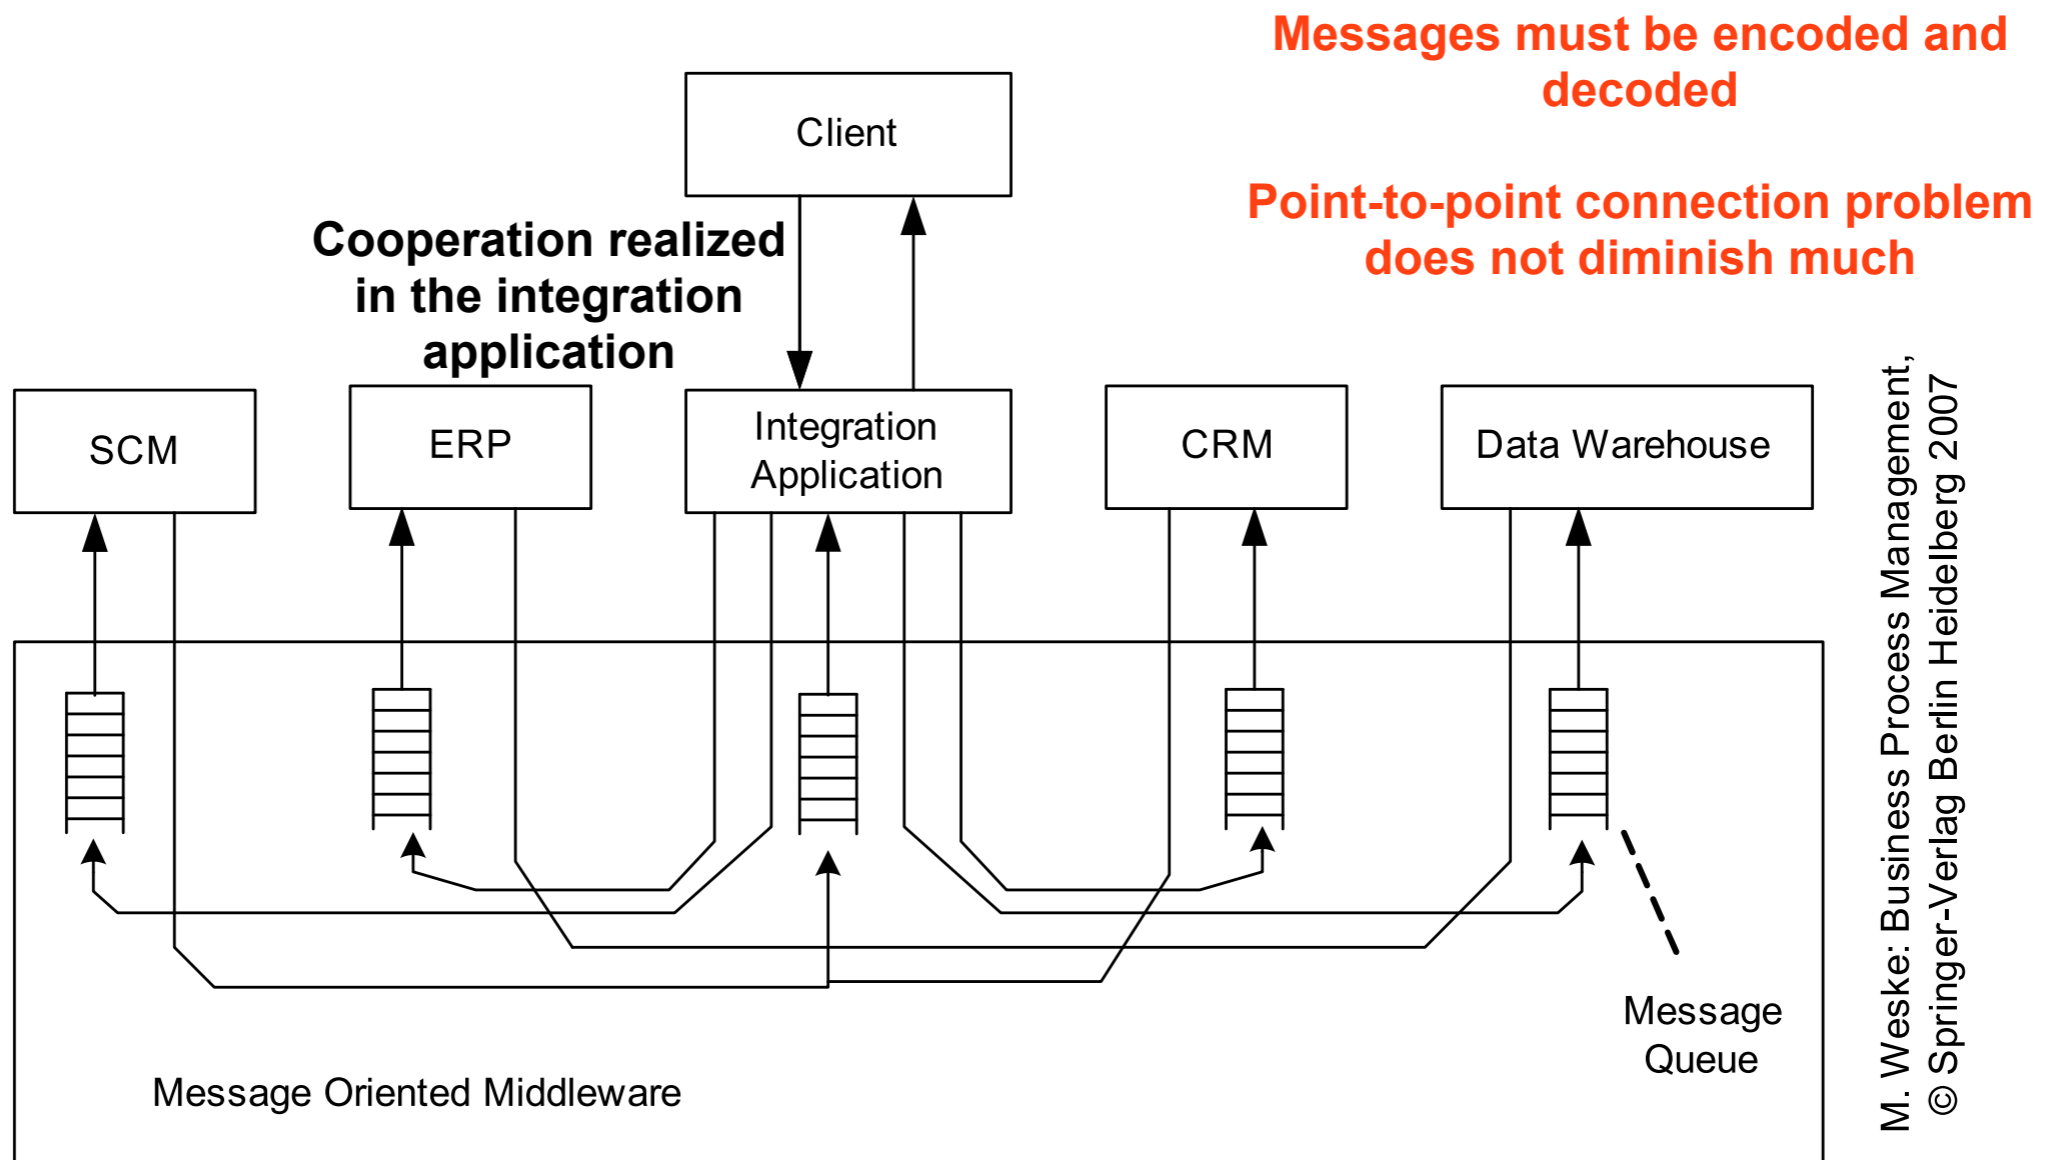 Messages must be encoded and
decoded
Client
Point-to-point connection problem
does not diminish much
Cooperation realized
in the integration
application
SCM
ERP
Integration
Application
CRM
Data Warehouse
Message
Queue
Message Oriented Middleware
M. Weske: Business Process Management,
© Springer-Verlag Berlin Heidelberg 2007